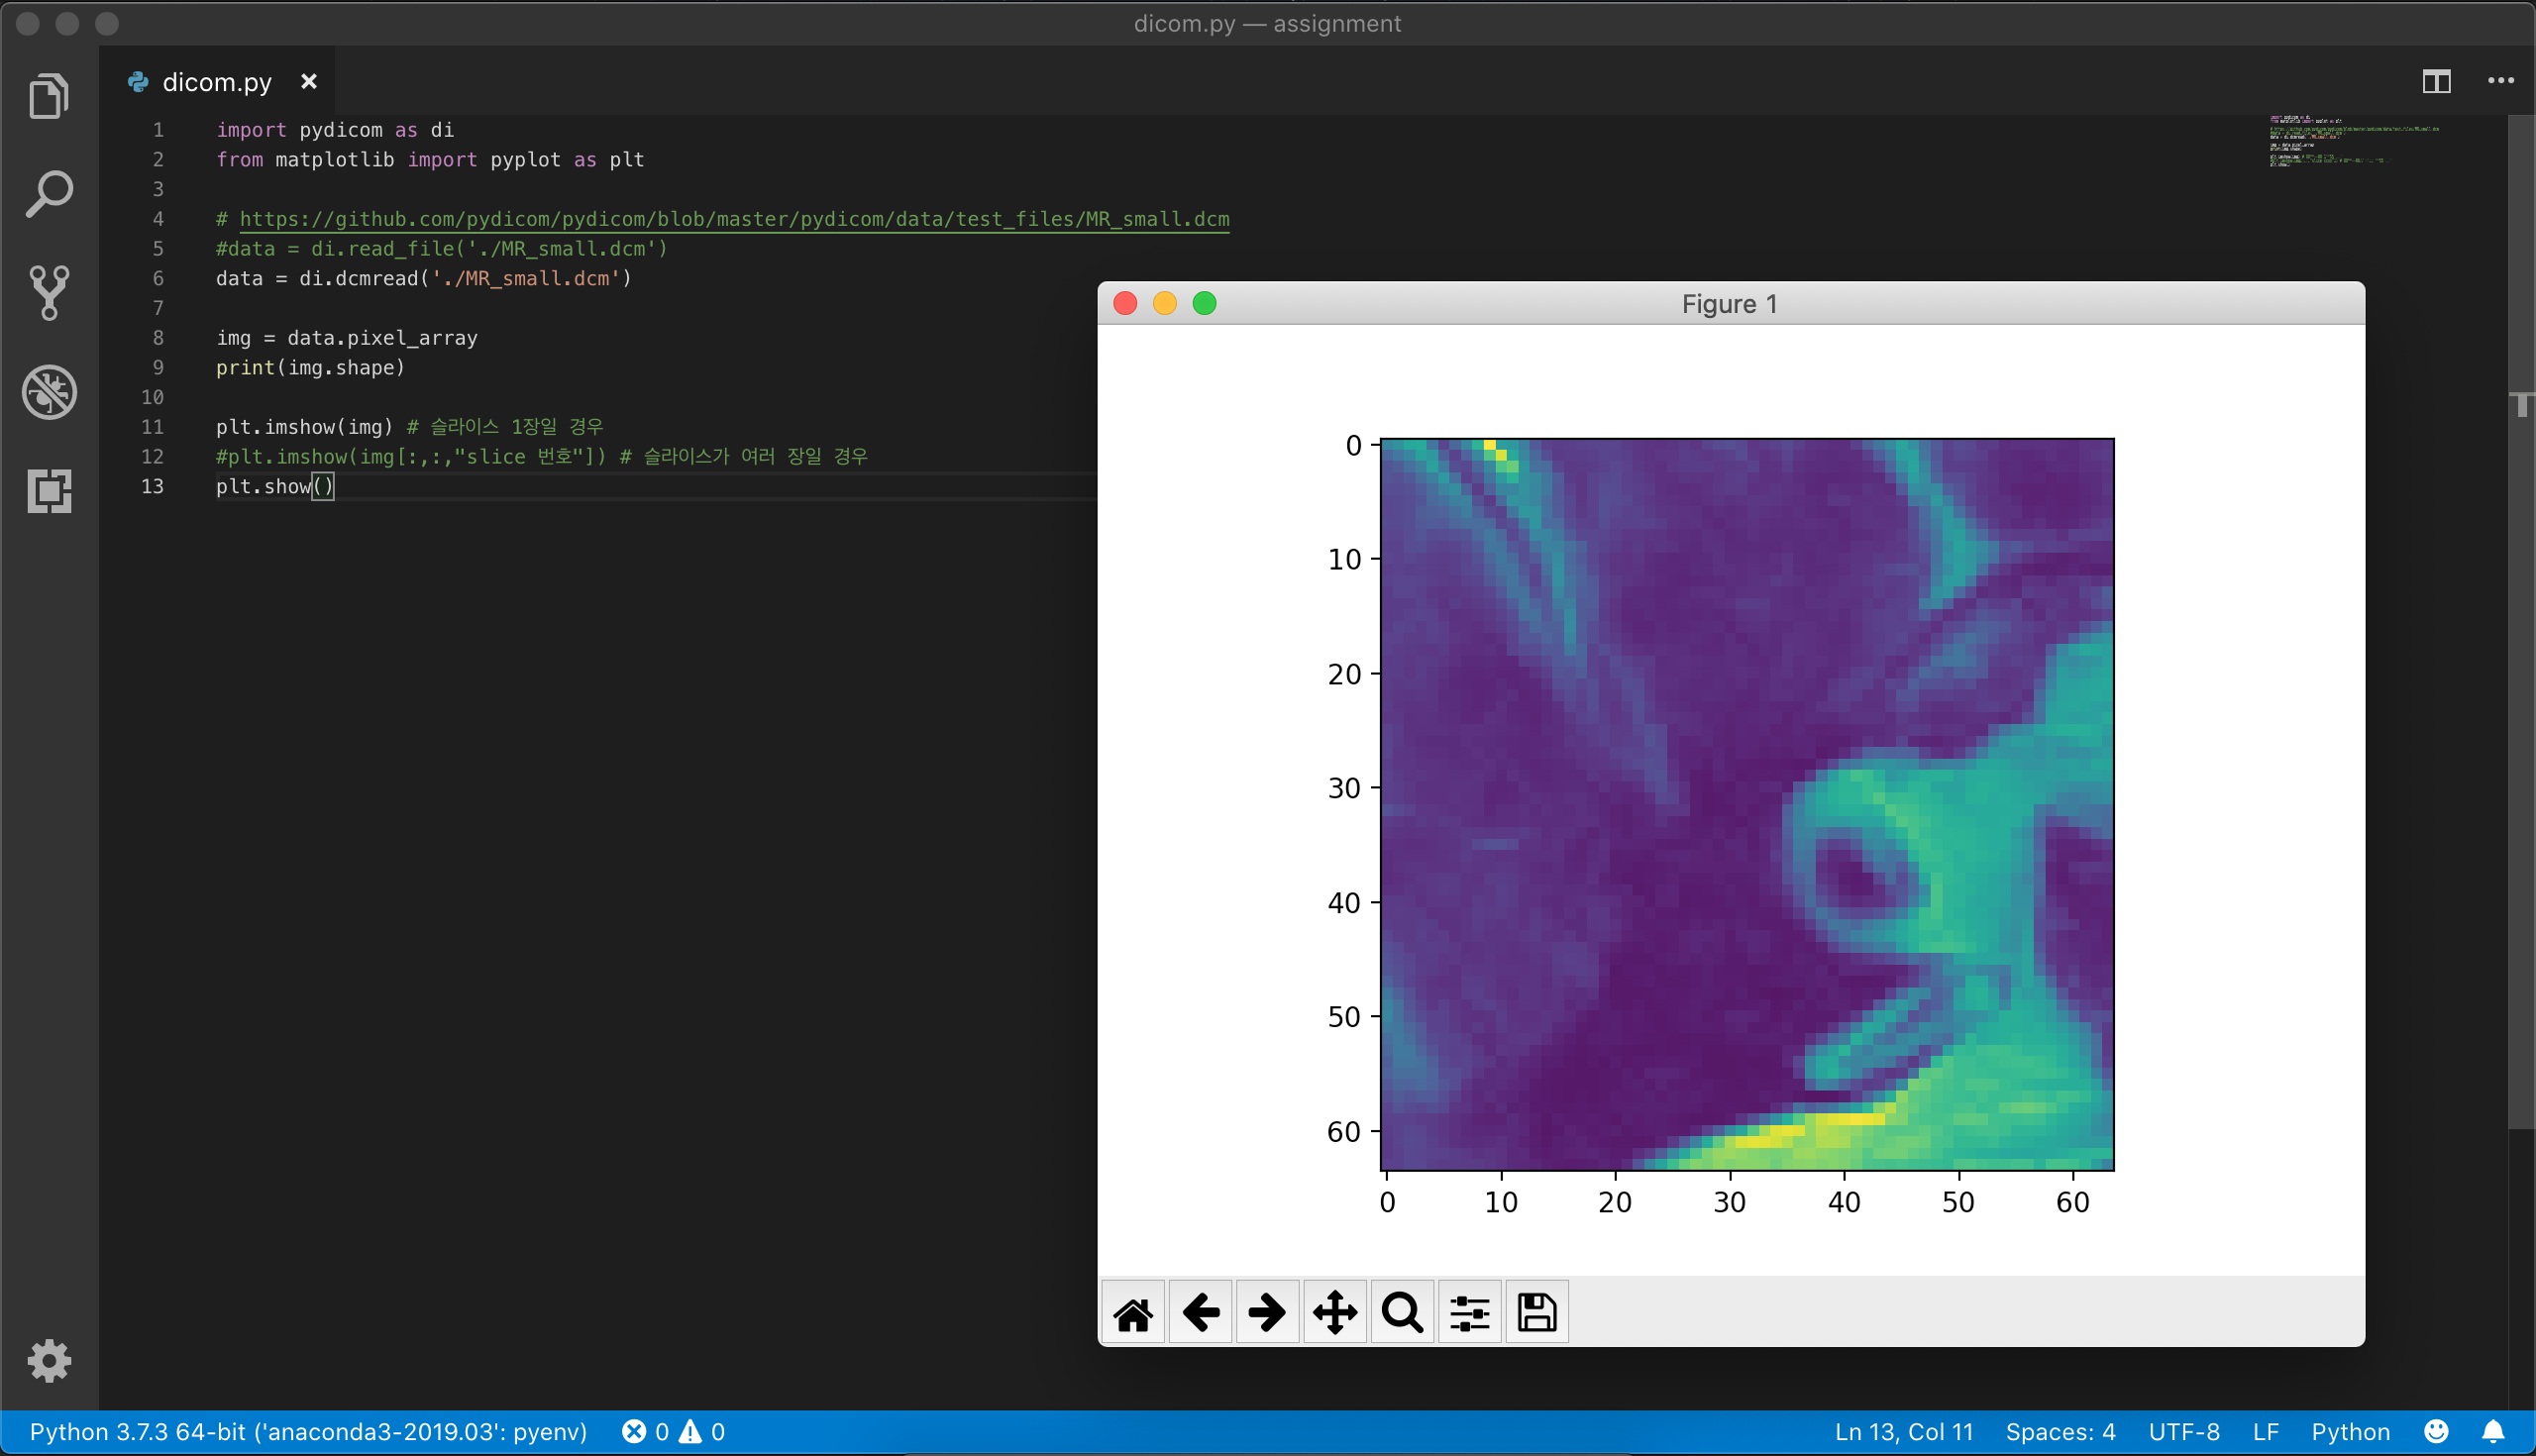 dicom.py — assignment
dicom.py
1 import pydicom as di
2 from matplotlib import pyplot as plt
3
4 # https://github.com/pydicom/pydicom/blob/master/pydicom/data/test_files/MR_small.dcm
5 #data = di.read_file('./MR_small.dcm')
6 data = di.dcmread('./MR_small.dcm')
7
8 img = data.pixel_array
9 print(img.shape)
10
11 plt.imshow(img) # 슬라이스 1장일 경우
12 #plt.imshow(img[:,:,"slice 번호"]) # 슬라이스가 여러 장일 경우
13 plt.show()
Figure 1
0
10
20
30
40
50
60
0 10 20 30 40 50 60
Python 3.7.3 64-bit ('anaconda3-2019.03': pyenv) 0 0 Ln 13, Col 11 Spaces: 4 UTF-8 LF Python